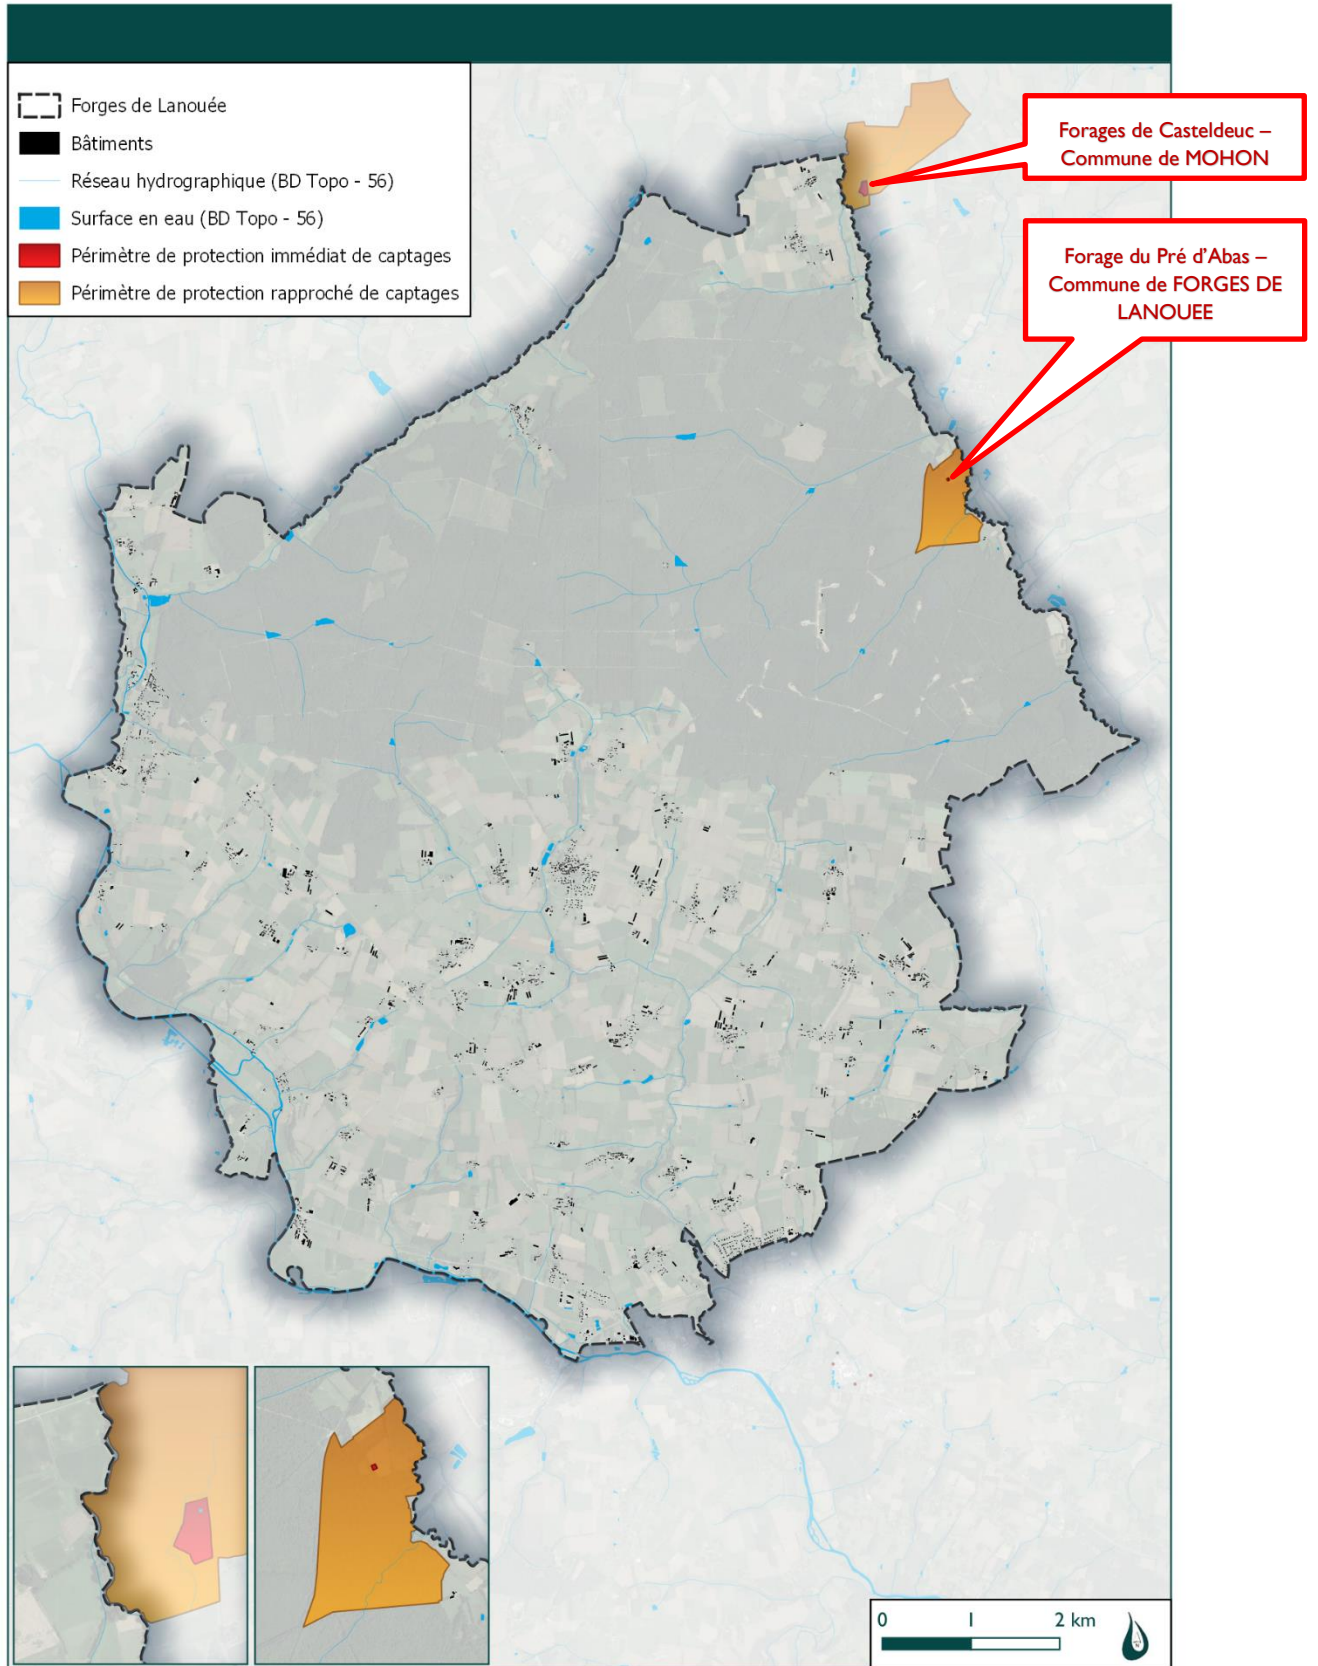 Forges de Lanouée
Bâtiments
Réseau hydrographique (BD Topo - 56)
Surface en eau (BD Topo - 56)
Périmètre de protection immédiat de captages
Périmètre de protection rapproché de captages
Forages de Casteldeuc –
Commune de MOHON
Forage du Pré d'Abas –
Commune de FORGES DE
LANOUEE
0 1 2 km